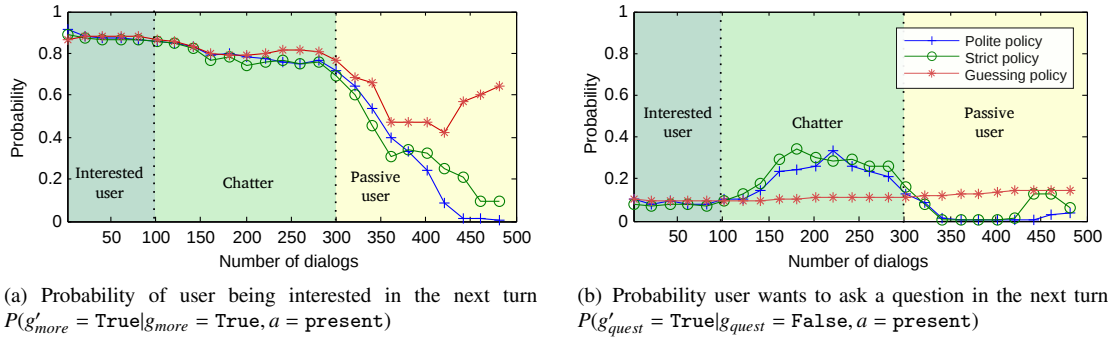 1
0.8
0.6
0.4
0.2
0
Probability
Interested
user
Chatter
Passive
user
50 100 150 200 250 300 350 400 450 500
Number of dialogs
1
0.8
0.6
0.4
0.2
0
Probability
Polite policy
Strict policy
Guessing policy
Interested
user
Chatter
Passive
user
50 100 150 200 250 300 350 400 450 500
Number of dialogs
(a) Probability of user being interested in the next turn
P(g′more = True|gmore = True, a = present)
(b) Probability user wants to ask a question in the next turn
P(g′quest = True|gquest = False, a = present)